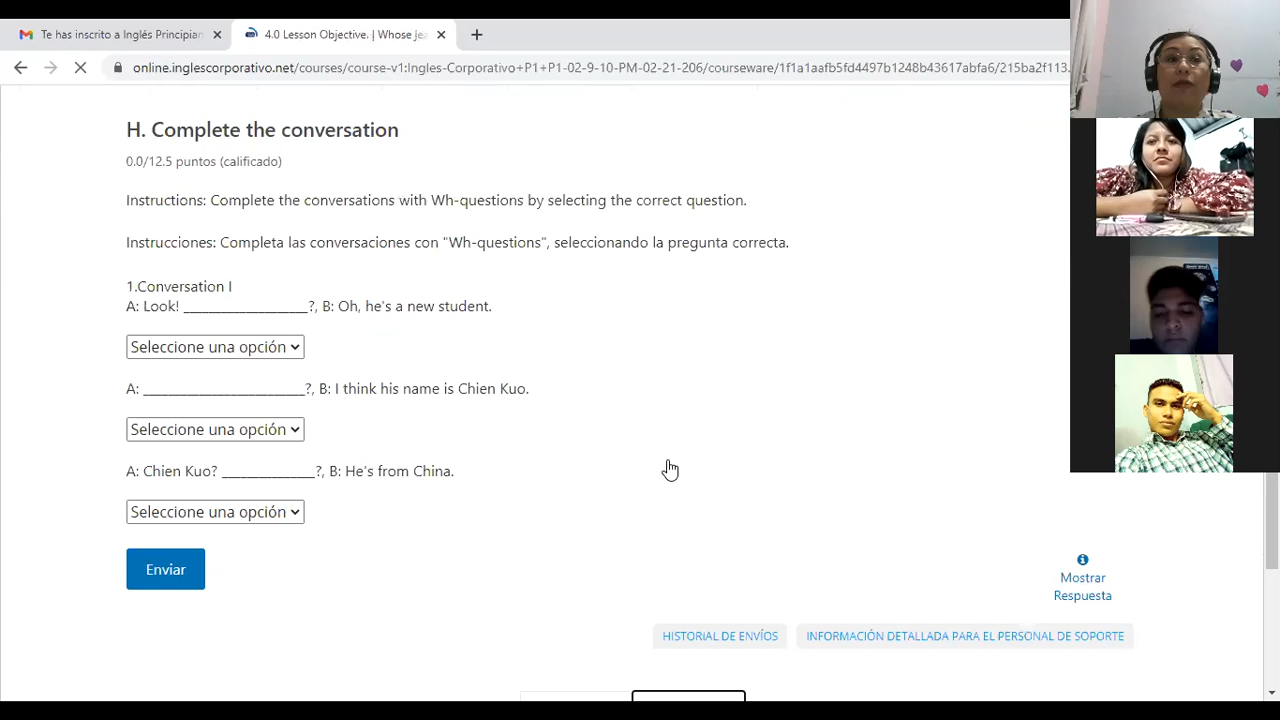 Te has inscrito a Inglés Principian
4.0 Lesson Objective. | Whose Jea
online.inglescorporativo.net/courses/course-v1:Ingles-Corporativo+P1+P1-02-9-10-PM-02-21-206/courseware/1f1a1aafb5fd4497b1248b43617abfa6/215ba2f113.
H. Complete the conversation
0.0/12.5 puntos (calificado)
Instructions: Complete the conversations with Wh-questions by selecting the correct question.
Instrucciones: Completa las conversaciones con "Wh-questions", seleccionando la pregunta correcta.
1.Conversation I
A: Look! ____________________?, B: Oh, he's a new student.
Seleccione una opción
A: __________________________?, B: I think his name is Chien Kuo.
Seleccione una opción
A: Chien Kuo? _______________?, B: He's from China.
Seleccione una opción
Enviar
Mostrar
Respuesta
HISTORIAL DE ENVÍOS
INFORMACIÓN DETALLADA PARA EL PERSONAL DE SOPORTE